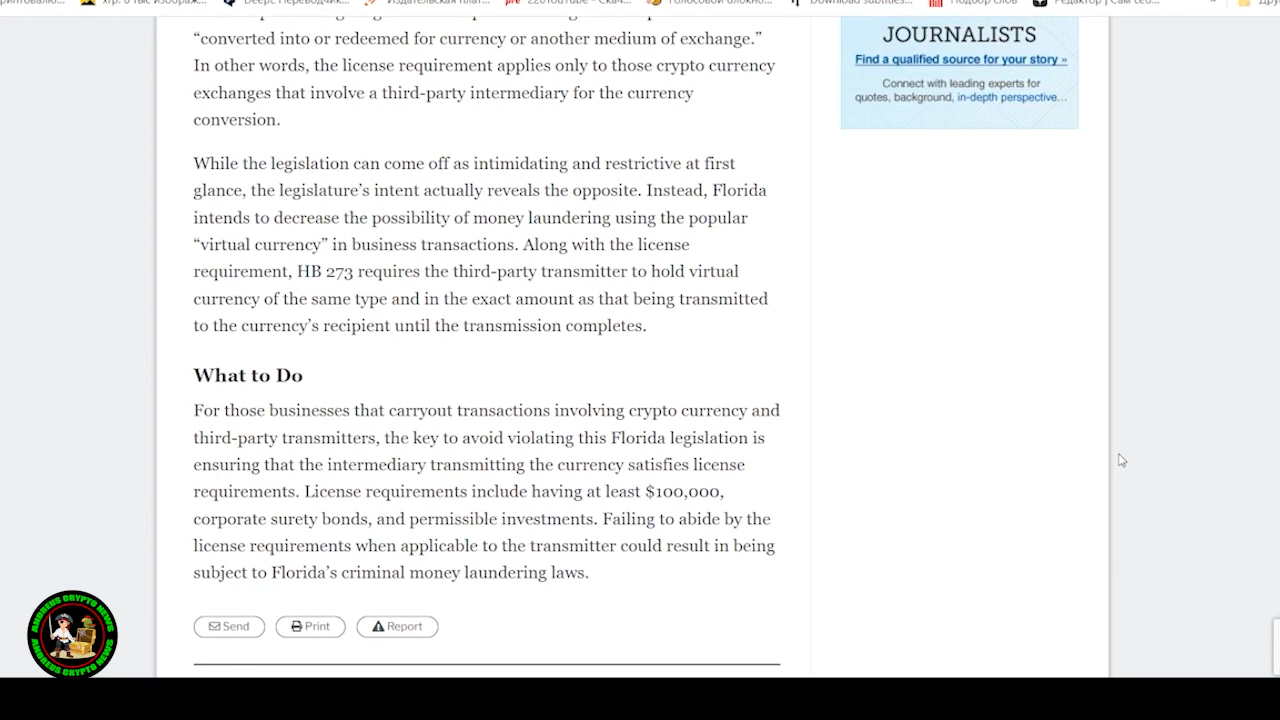 “converted into or redeemed for currency or another medium of exchange.”
In other words, the license requirement applies only to those crypto currency
exchanges that involve a third-party intermediary for the currency
conversion.
While the legislation can come off as intimidating and restrictive at first
glance, the legislature’s intent actually reveals the opposite. Instead, Florida
intends to decrease the possibility of money laundering using the popular
“virtual currency” in business transactions. Along with the license
requirement, HB 273 requires the third-party transmitter to hold virtual
currency of the same type and in the exact amount as that being transmitted
to the currency’s recipient until the transmission completes.
What to Do
For those businesses that carryout transactions involving crypto currency and
third-party transmitters, the key to avoid violating this Florida legislation is
ensuring that the intermediary transmitting the currency satisfies license
requirements. License requirements include having at least $100,000,
corporate surety bonds, and permissible investments. Failing to abide by the
license requirements when applicable to the transmitter could result in being
subject to Florida’s criminal money laundering laws.
Send Print Report
JOURNALISTS
Find a qualified source for your story »
Connect with leading experts for
quotes, background, in-depth perspective...
ANDREUS CRYPTO NEWS
ANDREUS CRYPTO NEWS